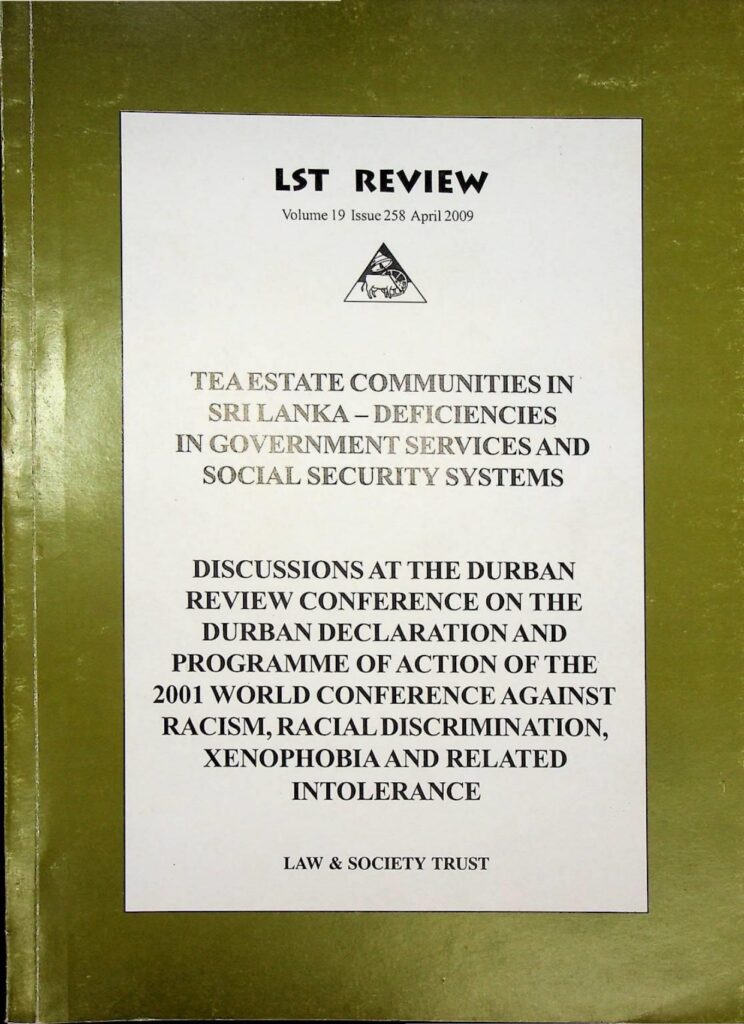 LST REVIEW
Volume 19 Issue 258 April 2009
TEA ESTATE COMMUNITIES IN
SRI LANKA – DEFICIENCIES
IN GOVERNMENT SERVICES AND
SOCIAL SECURITY SYSTEMS
DISCUSSIONS AT THE DURBAN
REVIEW CONFERENCE ON THE
DURBAN DECLARATION AND
PROGRAMME OF ACTION OF THE
2001 WORLD CONFERENCE AGAINST
RACISM, RACIAL DISCRIMINATION,
XENOPHOBIA AND RELATED
INTOLERANCE
LAW & SOCIETY TRUST